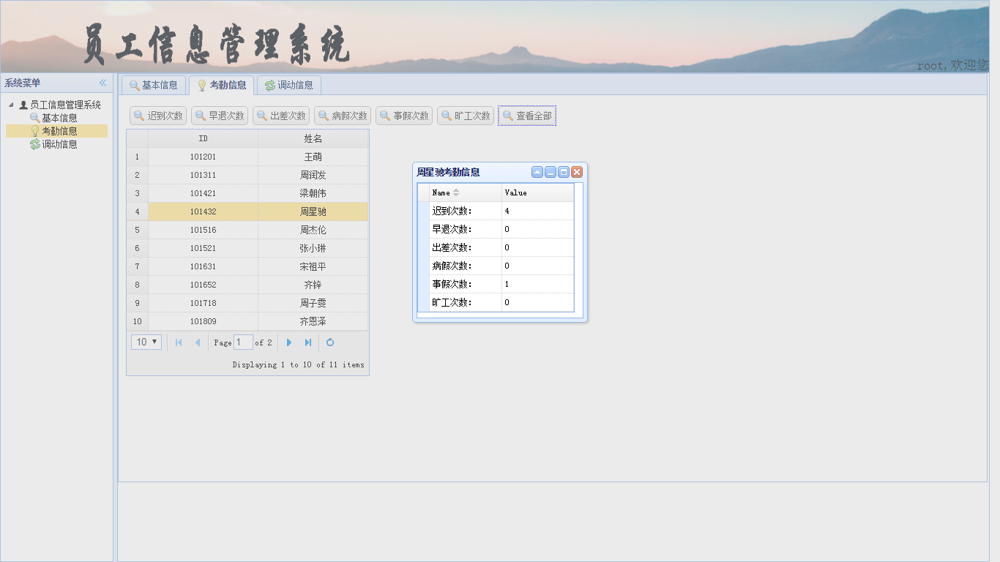 员工信息管理系统
root,欢迎您
系统菜单
员工信息管理系统
基本信息
考勤信息
调动信息
基本信息 考勤信息 调动信息
迟到次数 早退次数 出差次数 病假次数 事假次数 旷工次数 查看全部
ID 姓名
1 101201 王萌
2 101311 周润发
3 101421 梁朝伟
4 101432 周星驰
5 101516 周杰伦
6 101521 张小琳
7 101631 宋祖平
8 101652 齐锌
9 101718 周子雯
10 101809 齐恩泽
10 Page 1 of 2
Displaying 1 to 10 of 11 items
周星驰考勤信息
Name Value
迟到次数: 4
早退次数: 0
出差次数: 0
病假次数: 0
事假次数: 1
旷工次数: 0